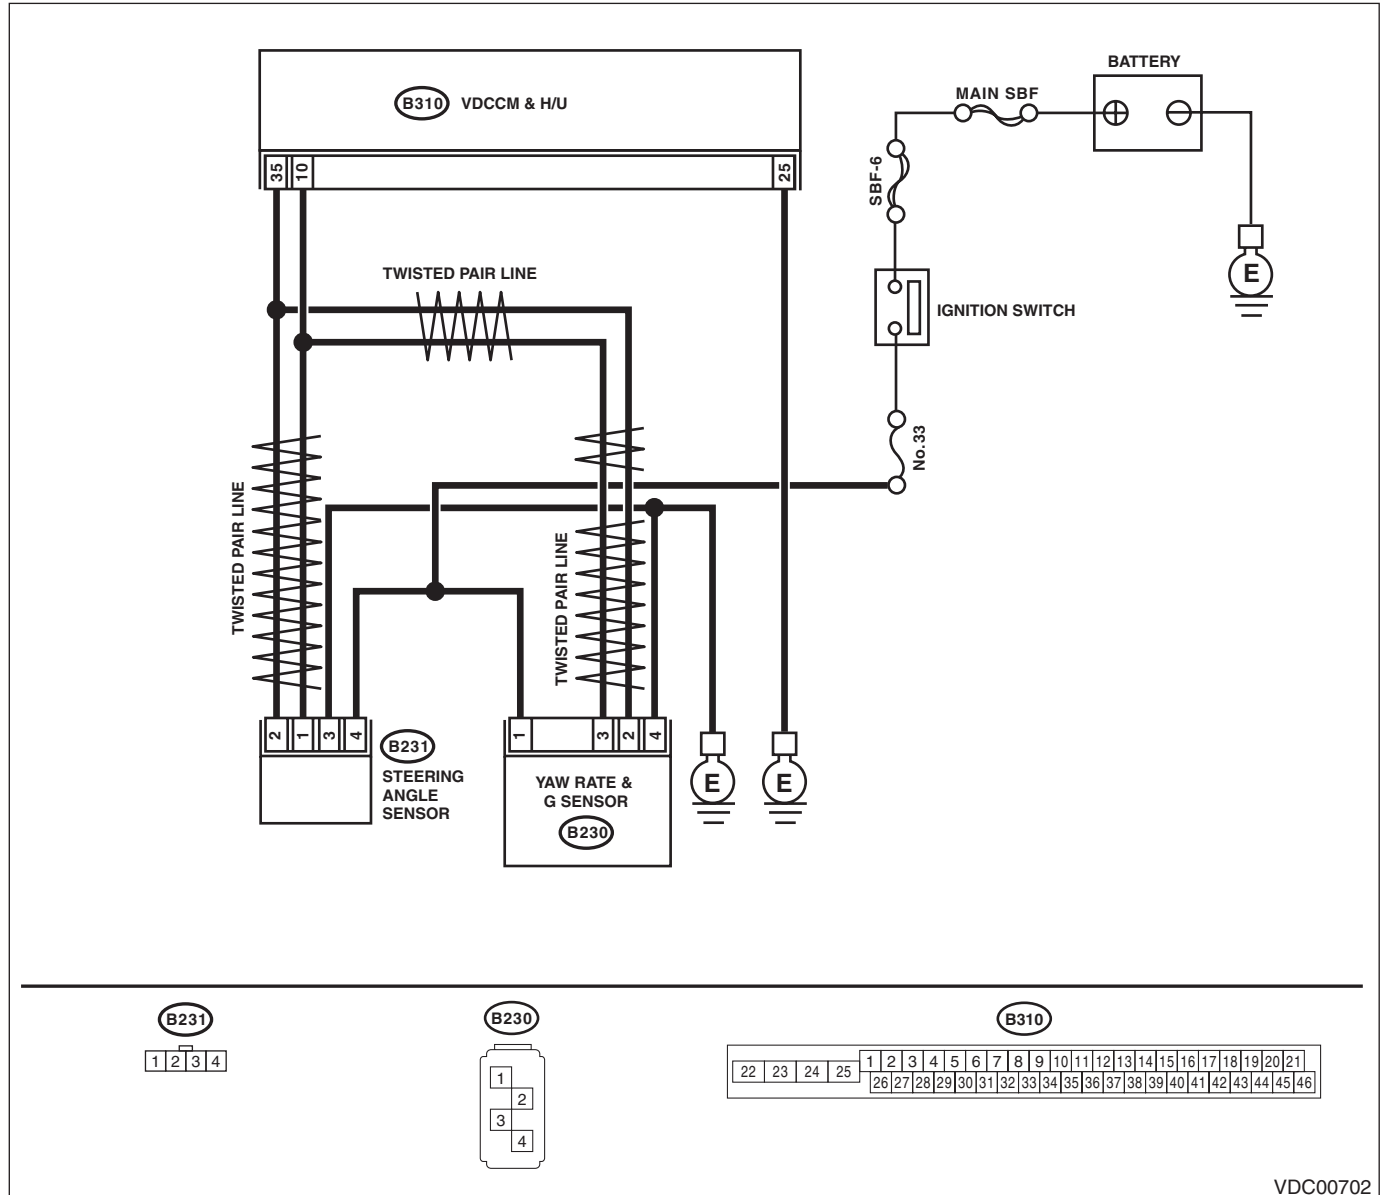 B310 VDCCM & H/U
35 10 25
BATTERY
MAIN SBF
SBF-6
E
IGNITION SWITCH
No.33
TWISTED PAIR LINE
TWISTED PAIR LINE
TWISTED PAIR LINE
2 1 3 4
B231
STEERING
ANGLE
SENSOR
1 3 2 4
YAW RATE &
G SENSOR
B230
E
E
B231
1 2 3 4
B230
1
2
3
4
B310
22 23 24 25
1 2 3 4 5 6 7 8 9 10 11 12 13 14 15 16 17 18 19 20 21
26 27 28 29 30 31 32 33 34 35 36 37 38 39 40 41 42 43 44 45 46
VDC00702